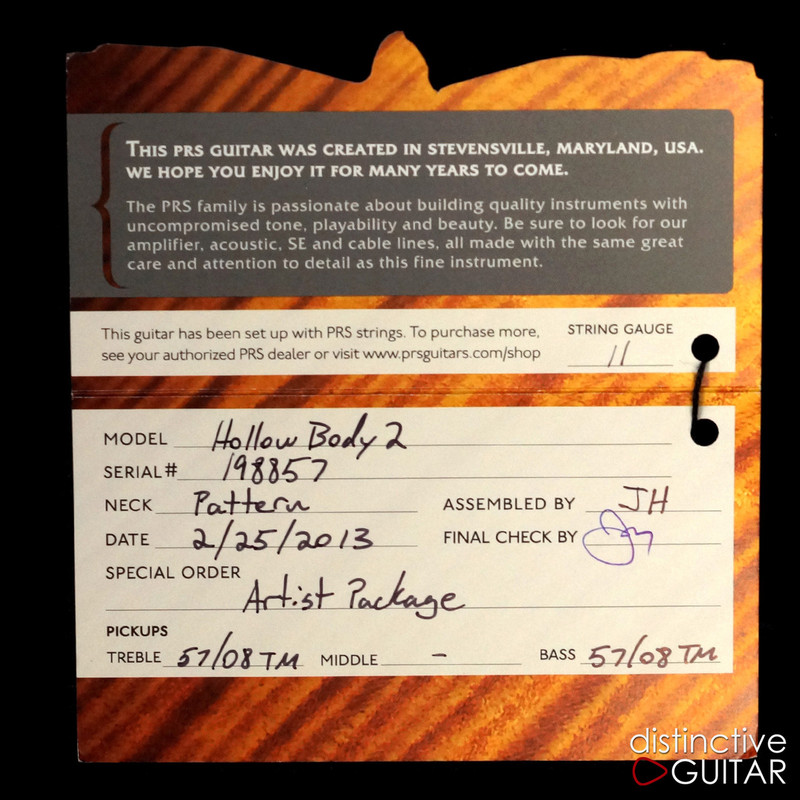 THIS PRS GUITAR WAS CREATED IN STEVENSVILLE, MARYLAND, USA.
WE HOPE YOU ENJOY IT FOR MANY YEARS TO COME.
The PRS family is passionate about building quality instruments with
uncompromised tone, playability and beauty. Be sure to look for our
amplifier, acoustic, SE and cable lines, all made with the same great
care and attention to detail as this fine instrument.
This guitar has been set up with PRS strings. To purchase more,
see your authorized PRS dealer or visit www.prsguitars.com/shop
STRING GAUGE
11
MODEL Hollow Body 2
SERIAL# 198857
NECK Pattern ASSEMBLED BY JH
DATE 2/25/2013 FINAL CHECK BY
SPECIAL ORDER
Artist Package
PICKUPS
TREBLE 57/08 TM MIDDLE - BASS 57/08 TM
distinctive
GUITAR